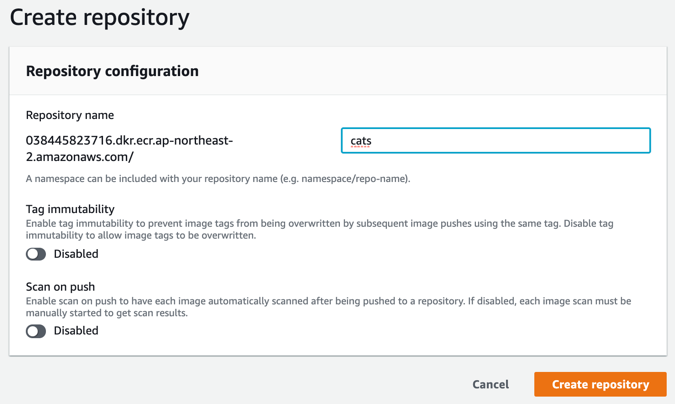 Create repository
Repository configuration
Repository name
038445823716.dkr.ecr.ap-northeast-
2.amazonaws.com/
cats
A namespace can be included with your repository name (e.g. namespace/repo-name).
Tag immutability
Enable tag immutability to prevent image tags from being overwritten by subsequent image pushes using the same tag. Disable tag
immutability to allow image tags to be overwritten.
Disabled
Scan on push
Enable scan on push to have each image automatically scanned after being pushed to a repository. If disabled, each image scan must be
manually started to get scan results.
Disabled
Cancel
Create repository